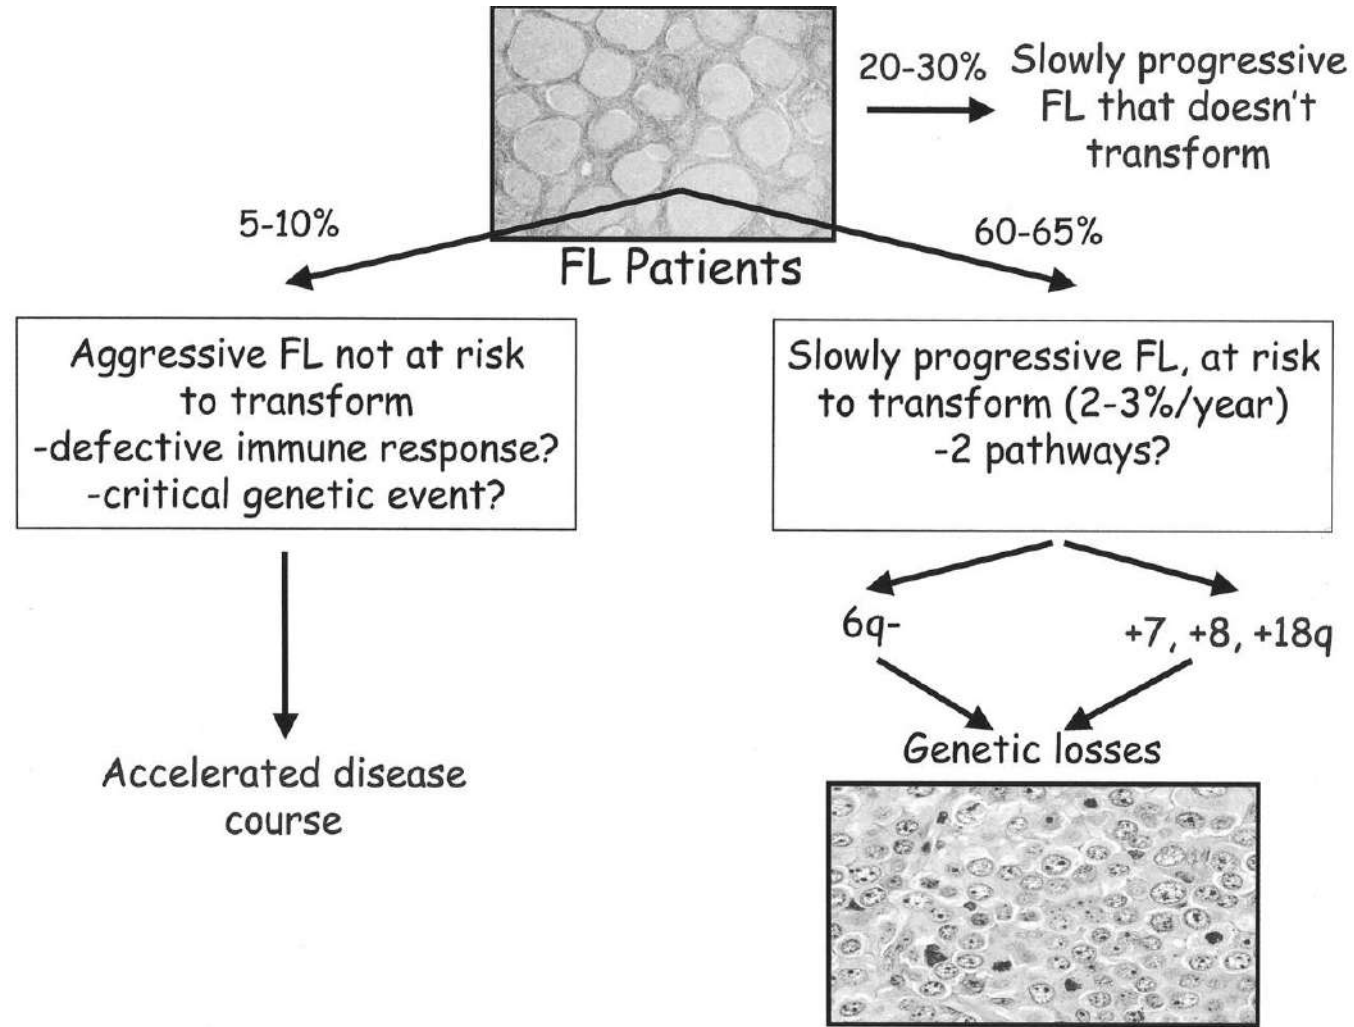 20-30%
Slowly progressive
FL that doesn't
transform
5-10%
60-65%
FL Patients
Aggressive FL not at risk
to transform
-defective immune response?
-critical genetic event?
Slowly progressive FL, at risk
to transform (2-3%/year)
-2 pathways?
6q-
+7, +8, +18q
Genetic losses
Accelerated disease
course